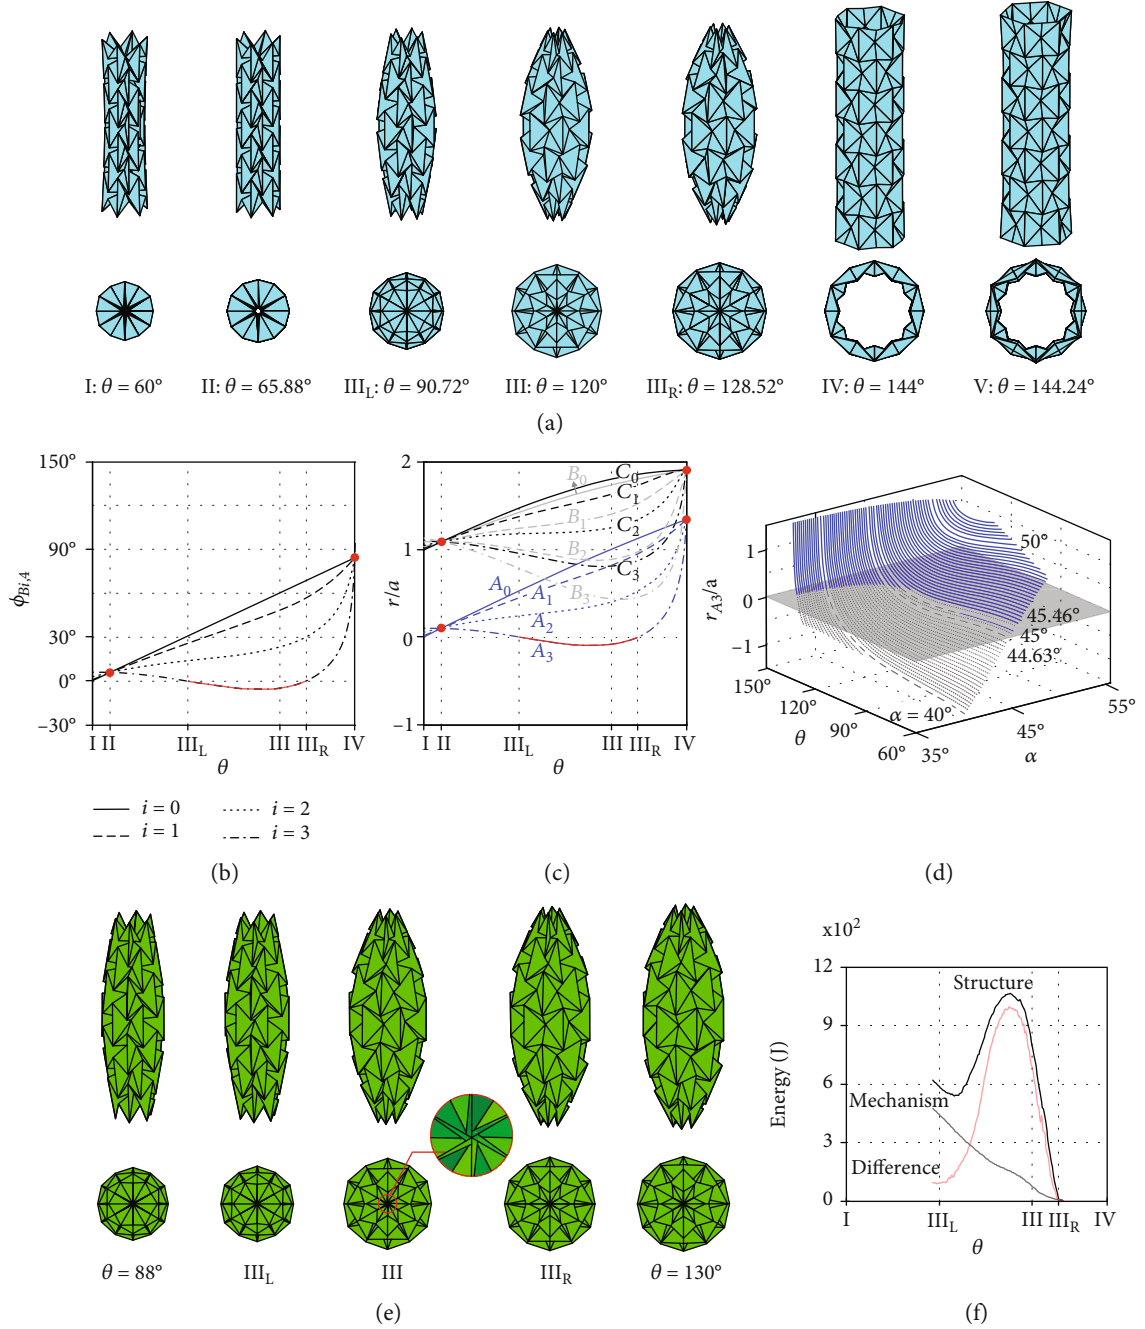 I: θ = 60° II: θ = 65.88° III_L: θ = 90.72° III: θ = 120° III_R: θ = 128.52° IV: θ = 144° V: θ = 144.24°
(a)
150°
90°
30°
0°
−30°
ϕ_Bi,4
I II III_L III III_R IV
θ
i = 0
i = 1
i = 2
i = 3
(b)
2
1
0
−1
r/a
B_0
C_0
C_1
B_1
C_2
B_2
C_3
B_3
A_0
A_1
A_2
A_3
I II III_L III III_R IV
θ
(c)
1
0
−1
r_A3/a
50°
45.46°
45°
44.63°
α = 40°
150°
120°
90°
60°
θ
35°
45°
55°
α
(d)
θ = 88° III_L III III_R θ = 130°
(e)
x10²
12
9
6
3
0
Energy (J)
Structure
Mechanism
Difference
I III_L III III_R IV
θ
(f)